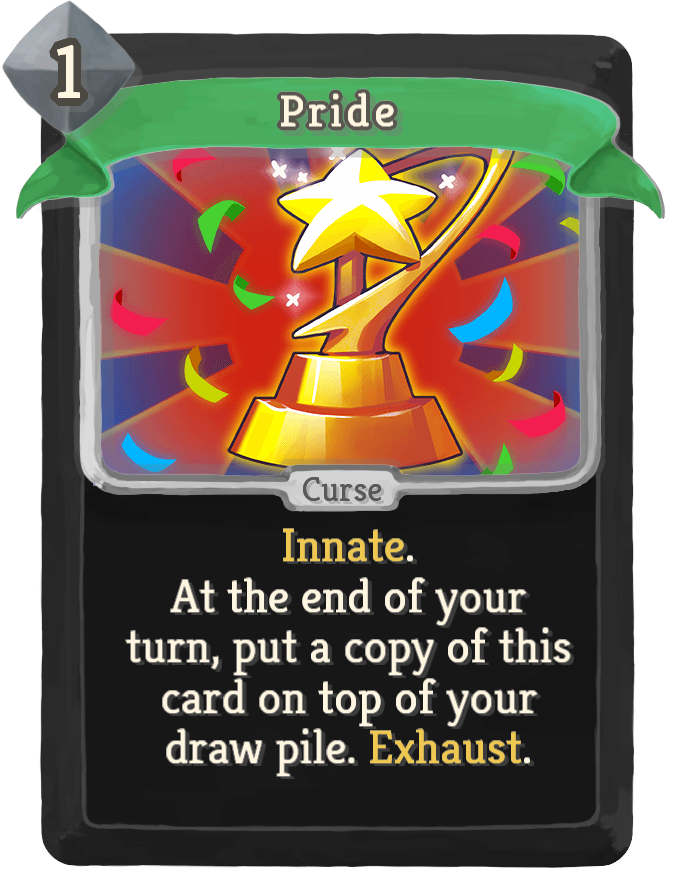 1
Pride
Curse
Innate.
At the end of your
turn, put a copy of this
card on top of your
draw pile. Exhaust.